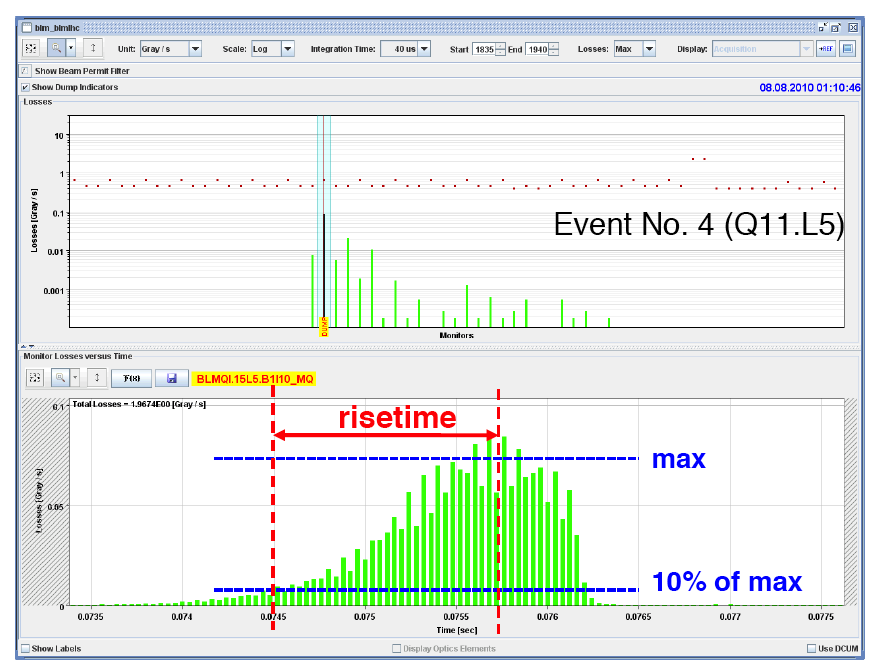 blm_blmlhc
Unit: Gray / s Scale: Log Integration Time: 40 us Start 1835 End 1940 Losses: Max Display: Acquisition +REF
Show Beam Permit Filter
Show Dump Indicators 08.08.2010 01:10:46
Losses
10
1
0.1
0.01
0.001
Losses [Gray / s]
Event No. 4 (Q11.L5)
DUMP
Monitors
Monitor Losses versus Time
F(x) BLMQI.15L5.B1I10_MQ
Total Losses = 1.9674E00 [Gray / s]
0.1
0.05
0
Losses [Gray / s]
risetime
max
10% of max
0.0735 0.074 0.0745 0.075 0.0755 0.076 0.0765 0.077 0.0775
Time [sec]
Show Labels Display Optics Elements Use DCUM